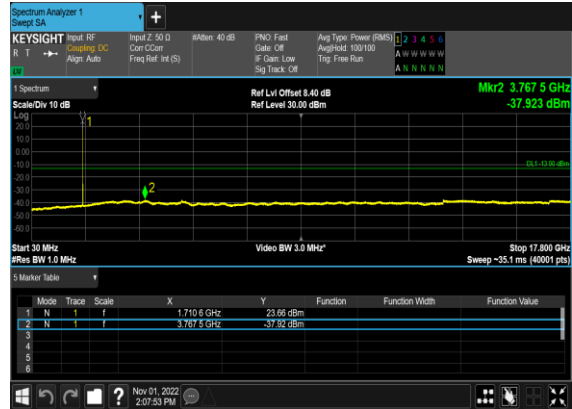 Spectrum Analyzer 1
Swept SA
+
KEYSIGHT Input: RF Input Z: 50 Ω #Atten: 40 dB PNO: Fast Avg Type: Power (RMS) 1 2 3 4 5 6
R T Coupling: DC Corr CCorr Gate: Off Avg|Hold: 100/100 A W W W W W
Align: Auto Freq Ref: Int (S) IF Gain: Low Trig: Free Run
Sig Track: Off A N N N N N
1 Spectrum Ref Lvl Offset 8.40 dB Mkr2 3.767 5 GHz
Scale/Div 10 dB Ref Level 30.00 dBm -37.923 dBm
Log
20.0
10.0
0.00
-10.0
-20.0
-30.0
-40.0
-50.0
-60.0
1
2
DL1 -13.00 dBm
Start 30 MHz Video BW 3.0 MHz* Stop 17.800 GHz
#Res BW 1.0 MHz Sweep ~35.1 ms (40001 pts)
5 Marker Table
Mode Trace Scale X Y Function Function Width Function Value
1 N 1 f 1.710 6 GHz 23.66 dBm
2 N 1 f 3.767 5 GHz -37.92 dBm
3
4
5
6
? Nov 01, 2022
2:07:53 PM